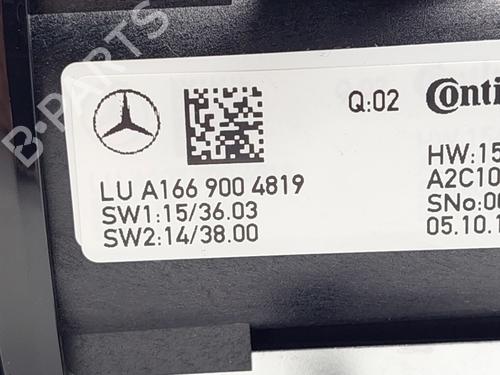 Q:02 Conti
LU A166 900 4819
SW1:15/36.03
SW2:14/38.00
HW:15
A2C10
SNo:00
05.10.1
B-PARTS